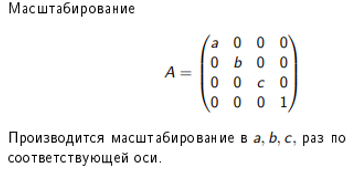 Масштабирование
A = 
a 0 0 0
0 b 0 0
0 0 c 0
0 0 0 1
Производится масштабирование в a, b, c, раз по
соответствующей оси.